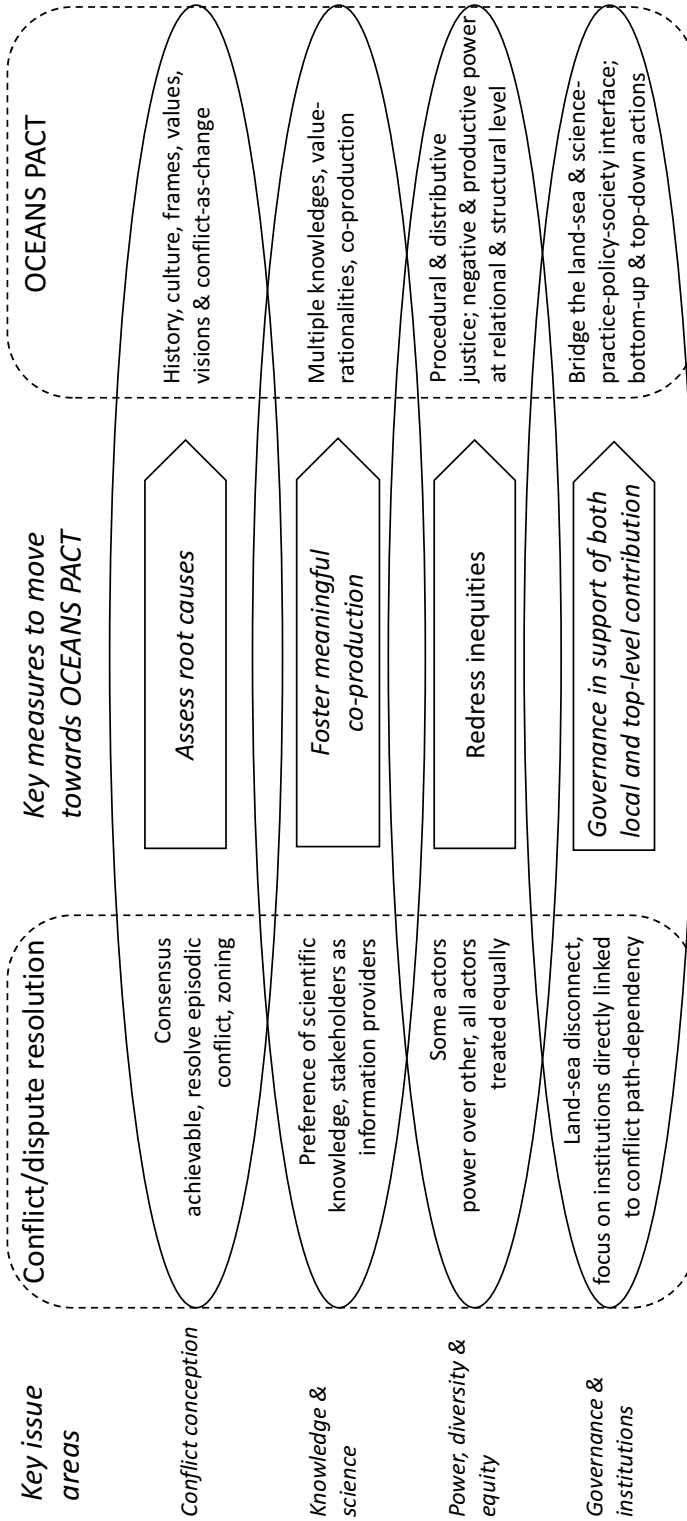 Key issue
areas
Conflict/dispute resolution
Key measures to move
towards OCEANS PACT
OCEANS PACT
Conflict conception
Consensus
achievable, resolve episodic
conflict, zoning
Assess root causes
History, culture, frames, values,
visions & conflict-as-change
Knowledge &
science
Preference of scientific
knowledge, stakeholders as
information providers
Foster meaningful
co-production
Multiple knowledges, value-
rationalities, co-production
Power, diversity &
equity
Some actors
power over other, all actors
treated equally
Redress inequities
Procedural & distributive
justice; negative & productive power
at relational & structural level
Governance &
institutions
Land-sea disconnect,
focus on institutions directly linked
to conflict path-dependency
Governance in support of both
local and top-level contribution
Bridge the land-sea & science-
practice-policy-society interface;
bottom-up & top-down actions